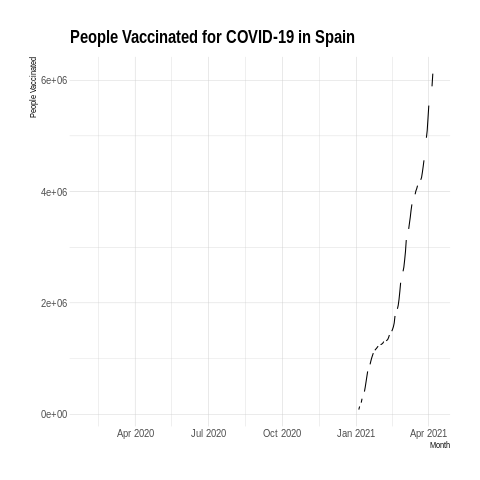 People Vaccinated for COVID-19 in Spain
People Vaccinated
6e+06
4e+06
2e+06
0e+00
Apr 2020 Jul 2020 Oct 2020 Jan 2021 Apr 2021
Month